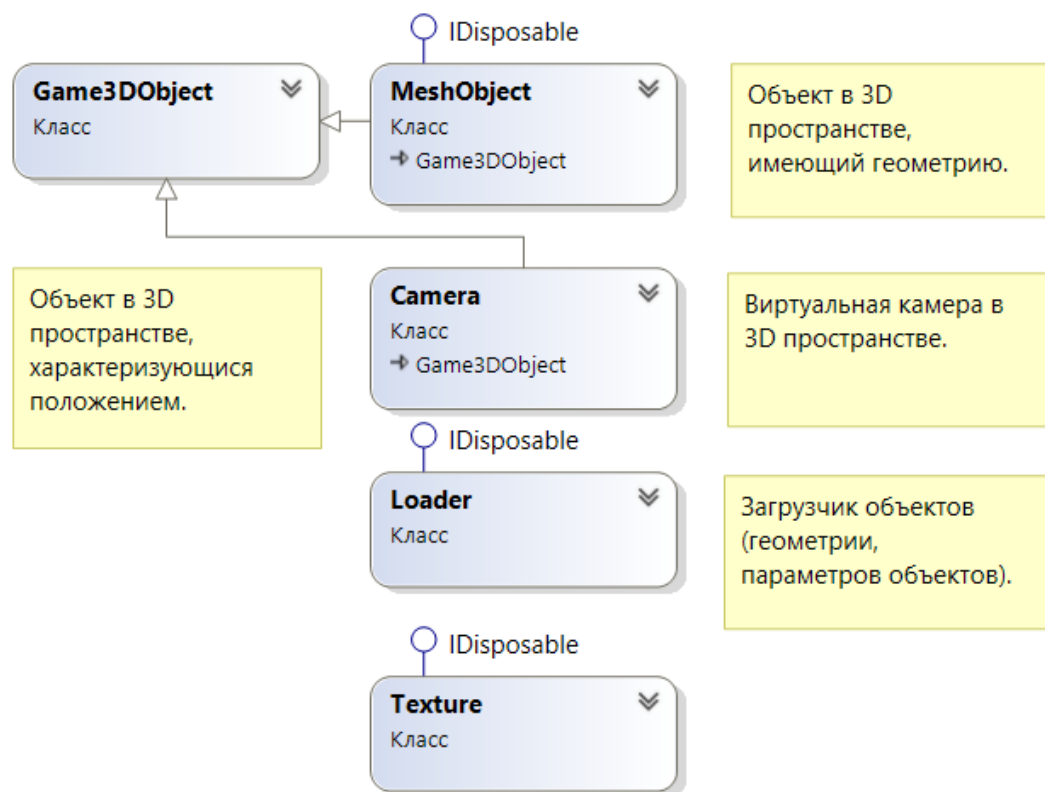 IDisposable
Game3DObject
Класс
MeshObject
Класс
Game3DObject
Объект в 3D
пространстве,
имеющий геометрию.
Объект в 3D
пространстве,
характеризующися
положением.
Camera
Класс
Game3DObject
Виртуальная камера в
3D пространстве.
IDisposable
Loader
Класс
Загрузчик объектов
(геометрии,
параметров объектов).
IDisposable
Texture
Класс